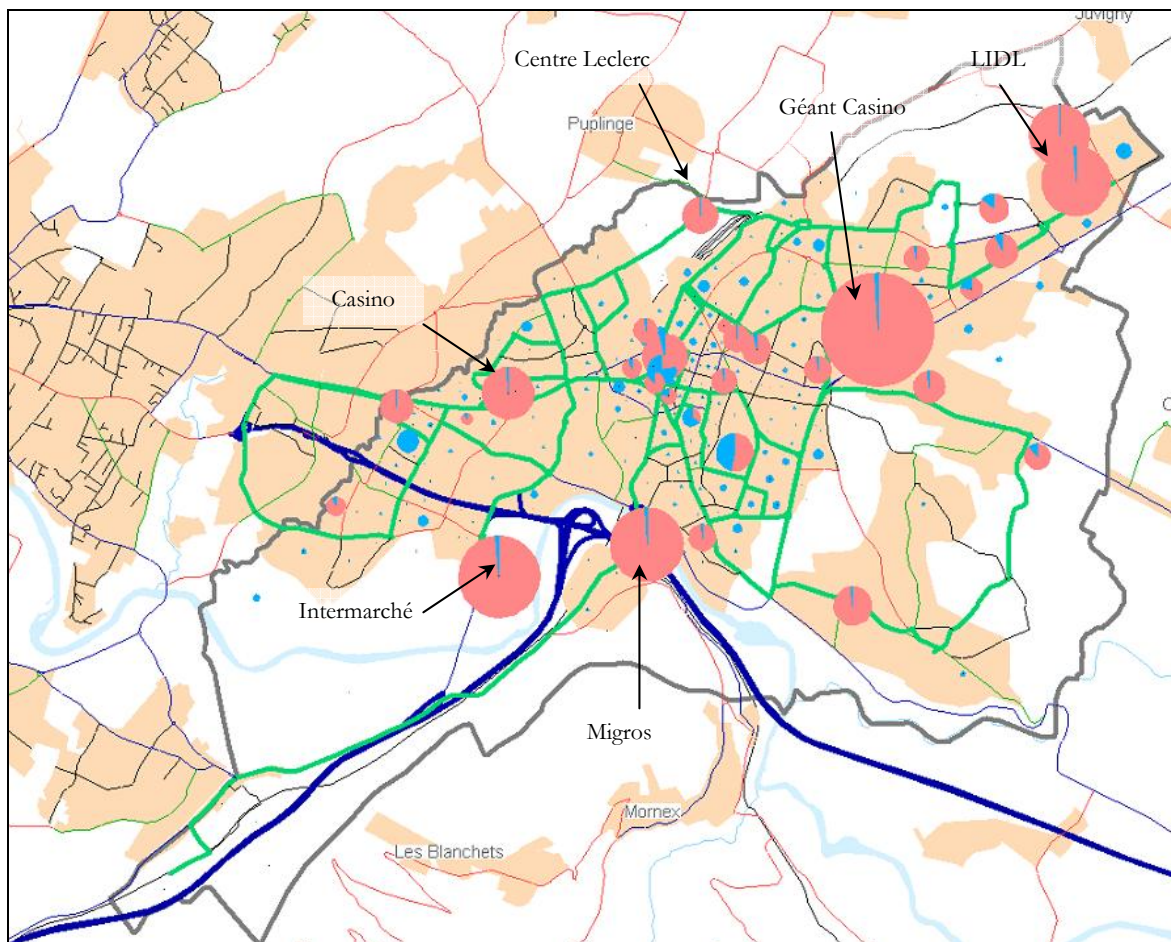 Juvigny
Centre Leclerc
LIDL
Géant Casino
Puplinge
Casino
Intermarché
Migros
Mornex
Les Blanchets